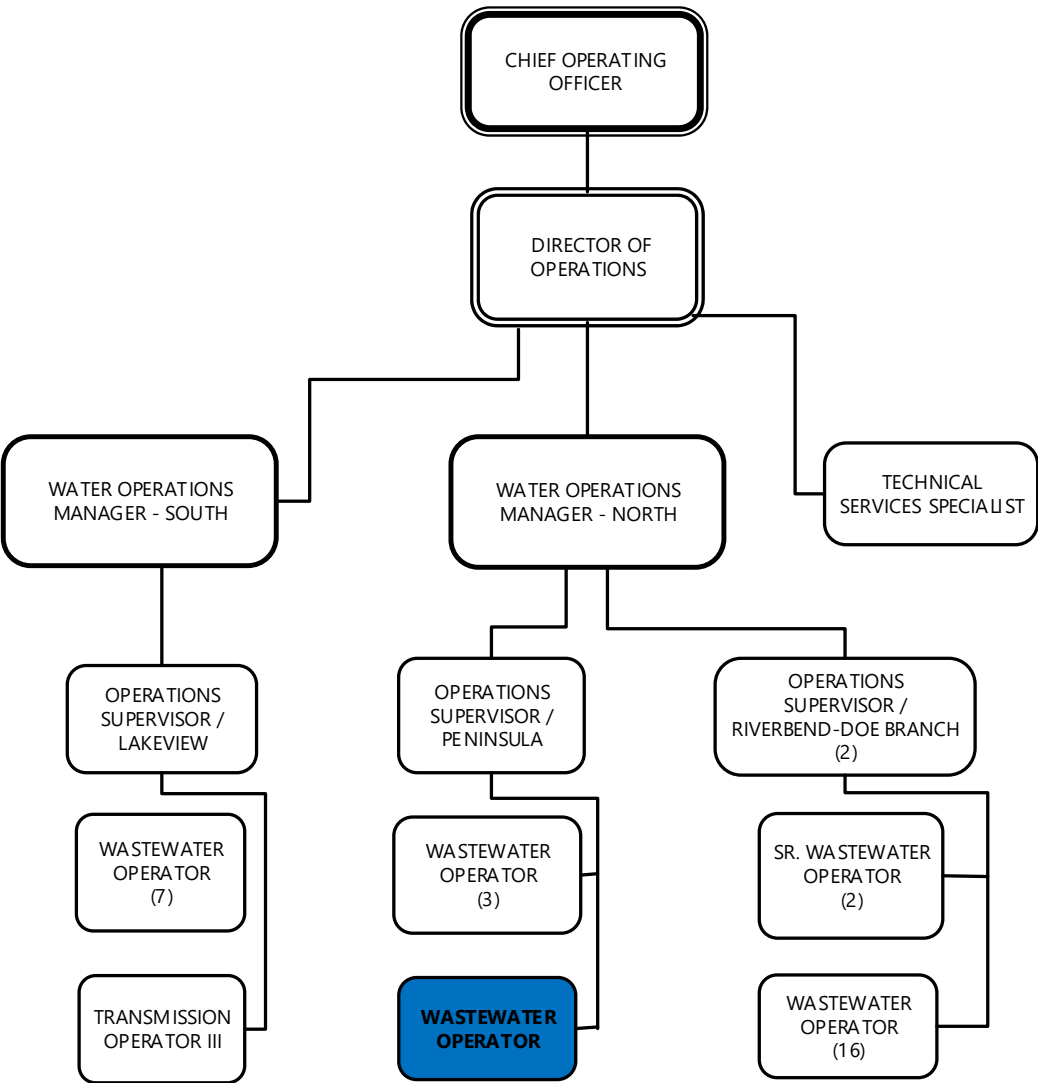 CHIEF OPERATING
OFFICER
DIRECTOR OF
OPERATIONS
WATER OPERATIONS
MANAGER - SOUTH
WATER OPERATIONS
MANAGER - NORTH
TECHNICAL
SERVICES SPECIALIST
OPERATIONS
SUPERVISOR /
LAKEVIEW
OPERATIONS
SUPERVISOR /
PENINSULA
OPERATIONS
SUPERVISOR /
RIVERBEND-DOE BRANCH
(2)
WASTEWATER
OPERATOR
(7)
WASTEWATER
OPERATOR
(3)
SR. WASTEWATER
OPERATOR
(2)
TRANSMISSION
OPERATOR III
WASTEWATER
OPERATOR
WASTEWATER
OPERATOR
(16)